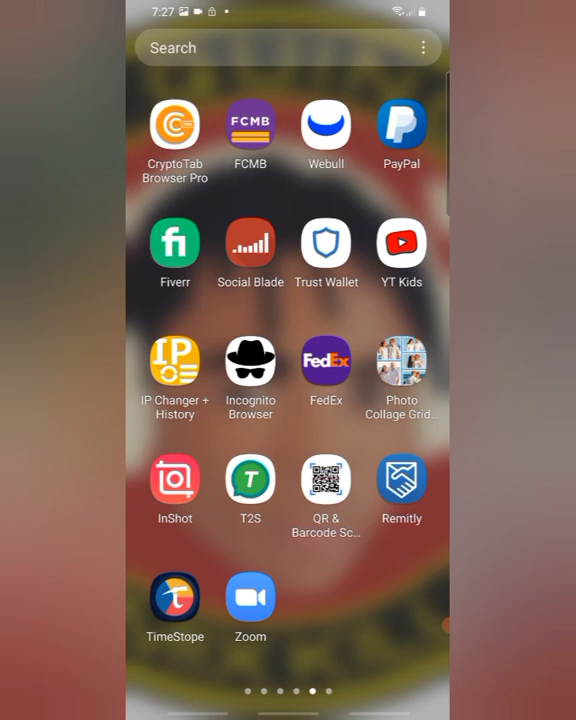 7:27
Search
FCMB
CryptoTab
Browser Pro
FCMB
Webull
PayPal
fi
Fiverr
Social Blade
Trust Wallet
YT Kids
IP
FedEx
IP Changer +
History
Incognito
Browser
FedEx
Photo
Collage Grid...
T
InShot
T2S
QR &
Barcode Sc...
Remitly
TimeStope
Zoom